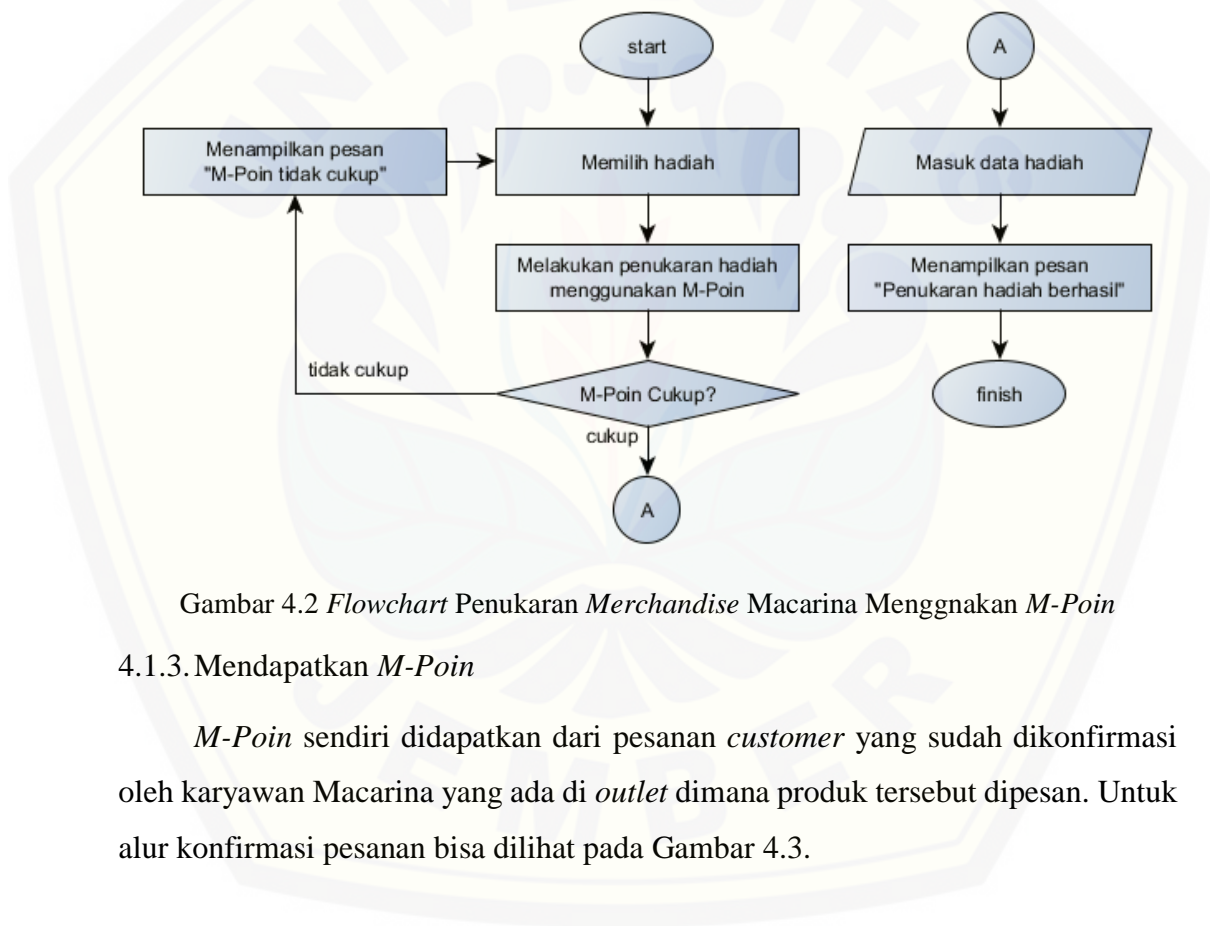 start
A
Menampilkan pesan
"M-Poin tidak cukup"
Memilih hadiah
Masuk data hadiah
Melakukan penukaran hadiah
menggunakan M-Poin
Menampilkan pesan
"Penukaran hadiah berhasil"
tidak cukup
M-Poin Cukup?
finish
cukup
A
Gambar 4.2 Flowchart Penukaran Merchandise Macarina Menggnakan M-Poin
4.1.3. Mendapatkan M-Poin
M-Poin sendiri didapatkan dari pesanan customer yang sudah dikonfirmasi
oleh karyawan Macarina yang ada di outlet dimana produk tersebut dipesan. Untuk
alur konfirmasi pesanan bisa dilihat pada Gambar 4.3.
UNIVERSITAS
JEMBER